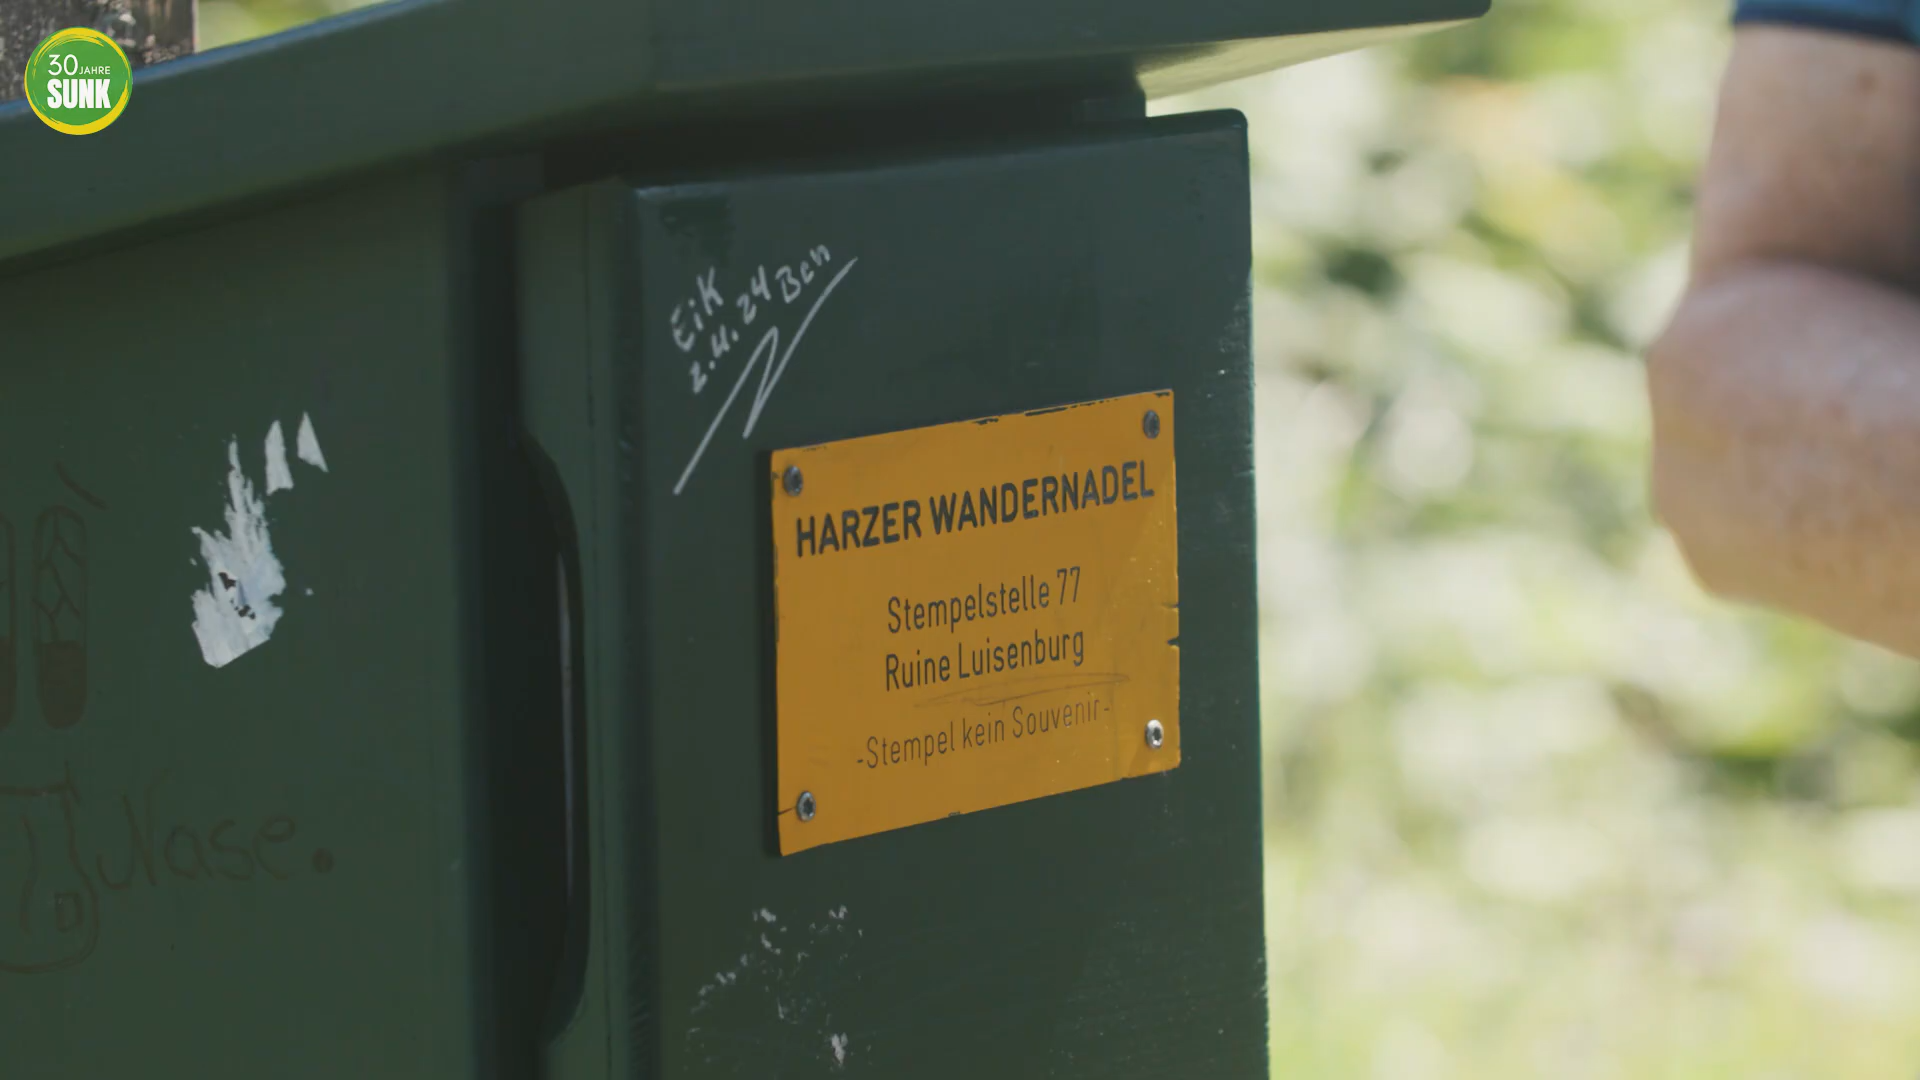 30 JAHRE
SUNK
EiK
2.4.24 Ben
HARZER WANDERNADEL
Stempelstelle 77
Ruine Luisenburg
-Stempel kein Souvenir-
Nase.